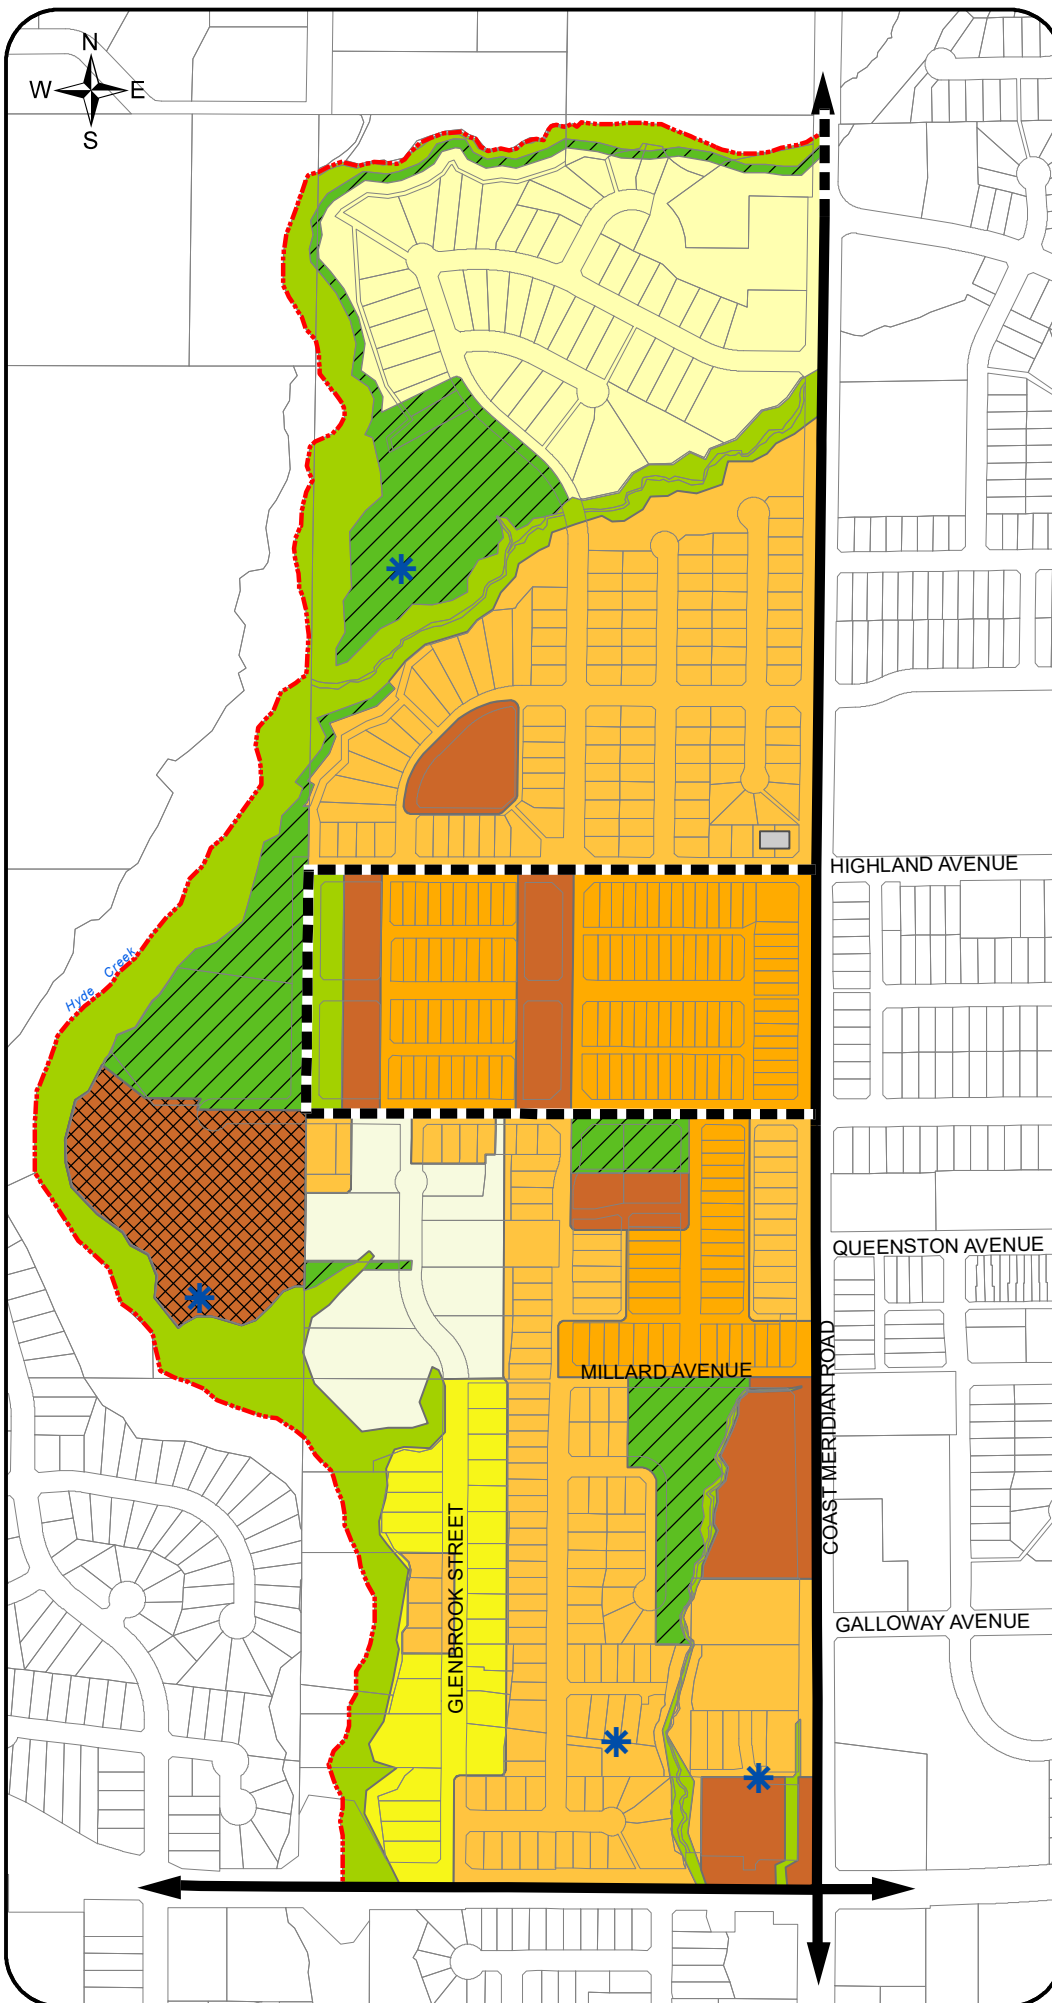 N
W E
S
HIGHLAND AVENUE
Hyde Creek
QUEENSTON AVENUE
MILLARD AVENUE
COAST MERIDIAN ROAD
GLENBROOK STREET
GALLOWAY AVENUE